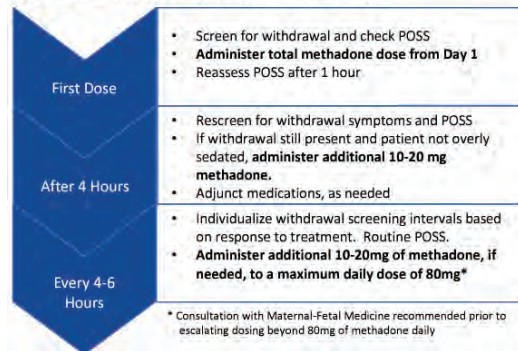 First Dose
• Screen for withdrawal and check POSS
• Administer total methadone dose from Day 1
• Reassess POSS after 1 hour
After 4 Hours
• Rescreen for withdrawal symptoms and POSS
• If withdrawal still present and patient not overly
sedated, administer additional 10-20 mg
methadone.
• Adjunct medications, as needed
Every 4-6
Hours
• Individualize withdrawal screening intervals based
on response to treatment. Routine POSS.
• Administer additional 10-20mg of methadone, if
needed, to a maximum daily dose of 80mg*
* Consultation with Maternal-Fetal Medicine recommended prior to
escalating dosing beyond 80mg of methadone daily